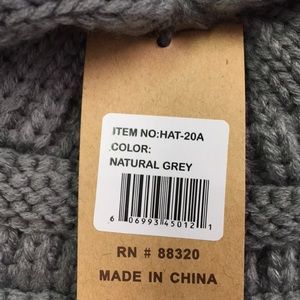 ITEM NO:HAT-20A
COLOR:
NATURAL GREY
6 06993 45012 1
RN # 88320
MADE IN CHINA